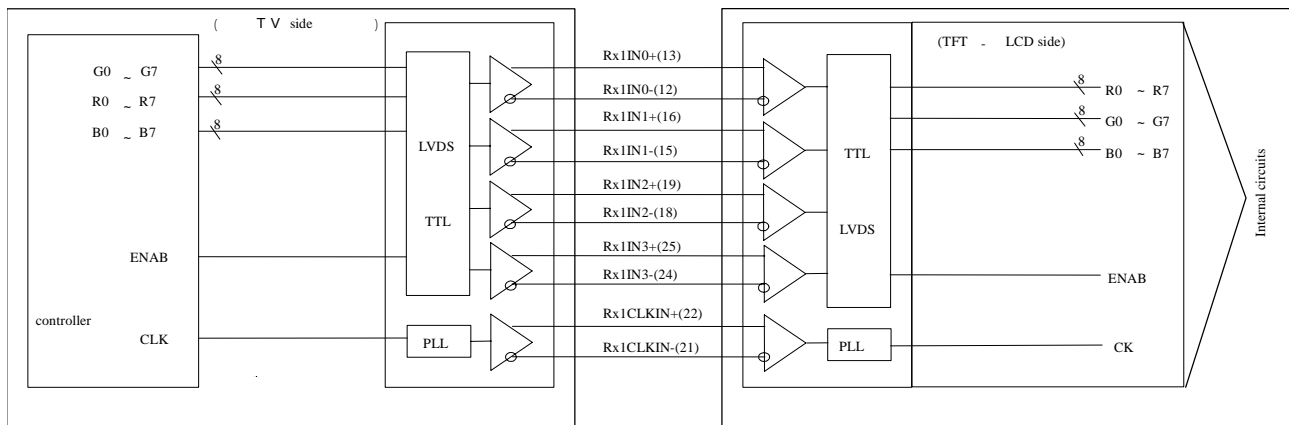 ( TV side )
G0 ~ G7
8
R0 ~ R7
8
B0 ~ B7
8
ENAB
controller
CLK
LVDS
TTL
PLL
Rx1IN0+(13)
Rx1IN0-(12)
Rx1IN1+(16)
Rx1IN1-(15)
Rx1IN2+(19)
Rx1IN2-(18)
Rx1IN3+(25)
Rx1IN3-(24)
Rx1CLKIN+(22)
Rx1CLKIN-(21)
TTL
LVDS
PLL
(TFT - LCD side)
8
R0 ~ R7
8
G0 ~ G7
8
B0 ~ B7
ENAB
CK
Internal circuits